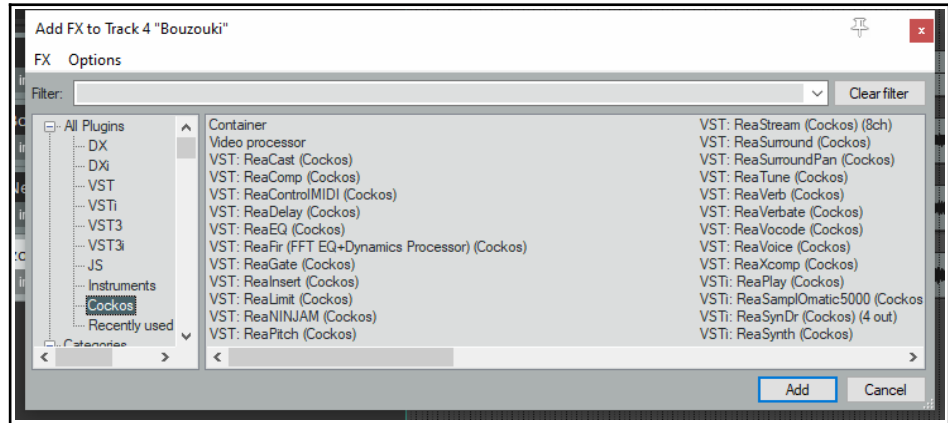 Add FX to Track 4 "Bouzouki"
FX Options
Filter:
Clear filter
All Plugins
DX
DXi
VST
VSTi
VST3
VST3i
JS
Instruments
Cockos
Recently used
Categories
Container
Video processor
VST: ReaCast (Cockos)
VST: ReaComp (Cockos)
VST: ReaControlMIDI (Cockos)
VST: ReaDelay (Cockos)
VST: ReaEQ (Cockos)
VST: ReaFir (FFT EQ+Dynamics Processor) (Cockos)
VST: ReaGate (Cockos)
VST: ReaInsert (Cockos)
VST: ReaLimit (Cockos)
VST: ReaNINJAM (Cockos)
VST: ReaPitch (Cockos)
VST: ReaStream (Cockos) (8ch)
VST: ReaSurround (Cockos)
VST: ReaSurroundPan (Cockos)
VST: ReaTune (Cockos)
VST: ReaVerb (Cockos)
VST: ReaVerbate (Cockos)
VST: ReaVocode (Cockos)
VST: ReaVoice (Cockos)
VST: ReaXcomp (Cockos)
VSTi: ReaPlay (Cockos)
VSTi: ReaSamplOmatic5000 (Cockos
VSTi: ReaSynDr (Cockos) (4 out)
VSTi: ReaSynth (Cockos)
Add
Cancel